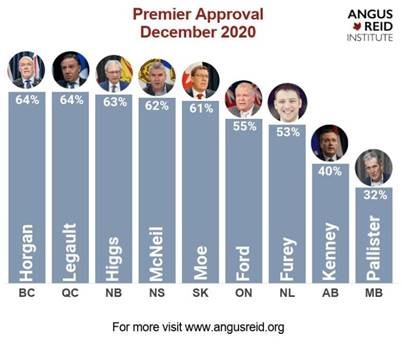 Premier Approval
December 2020
ANGUS REID
INSTITUTE
64% 64% 63% 62% 61% 55% 53% 40% 32%
Horgan Legault Higgs McNeil Moe Ford Furey Kenney Pallister
BC QC NB NS SK ON NL AB MB
For more visit www.angusreid.org